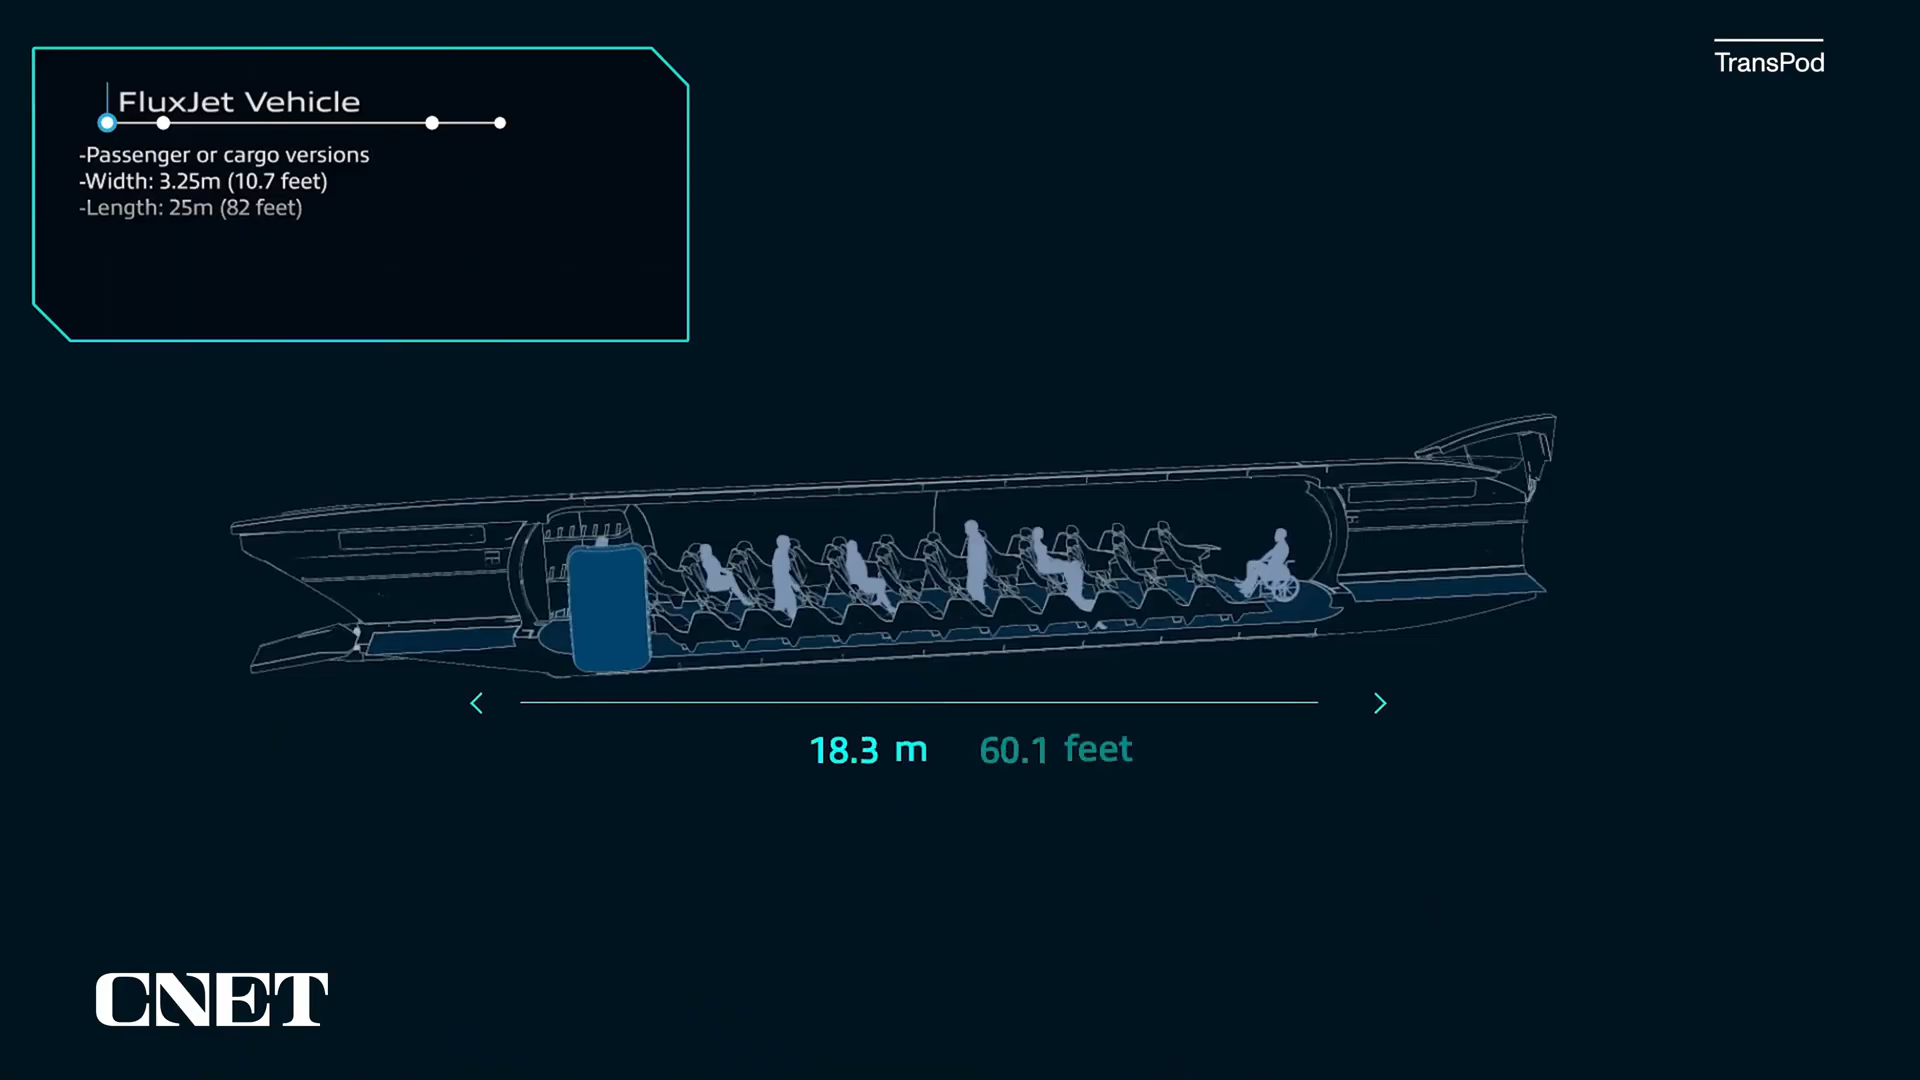 TransPod
FluxJet Vehicle
-Passenger or cargo versions
-Width: 3.25m (10.7 feet)
-Length: 25m (82 feet)
18.3 m 60.1 feet
CNET